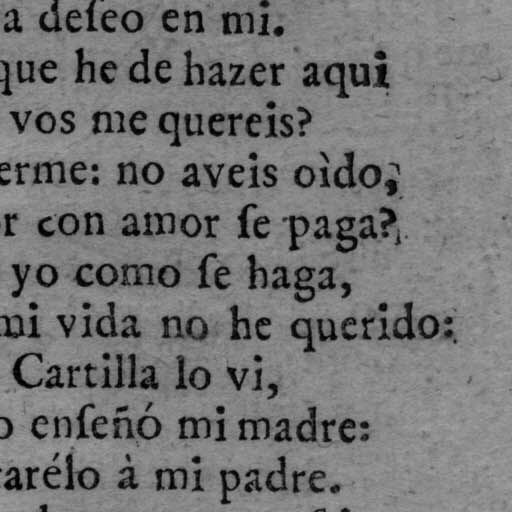 a deſeo en mi.
que he de hazer aqui
vos me quereis?
erme: no aveis oìdo,
r con amor ſe paga?
yo como ſe haga,
mi vida no he querido:
Cartilla lo vi,
o enſeñó mi madre:
arélo à mi padre.